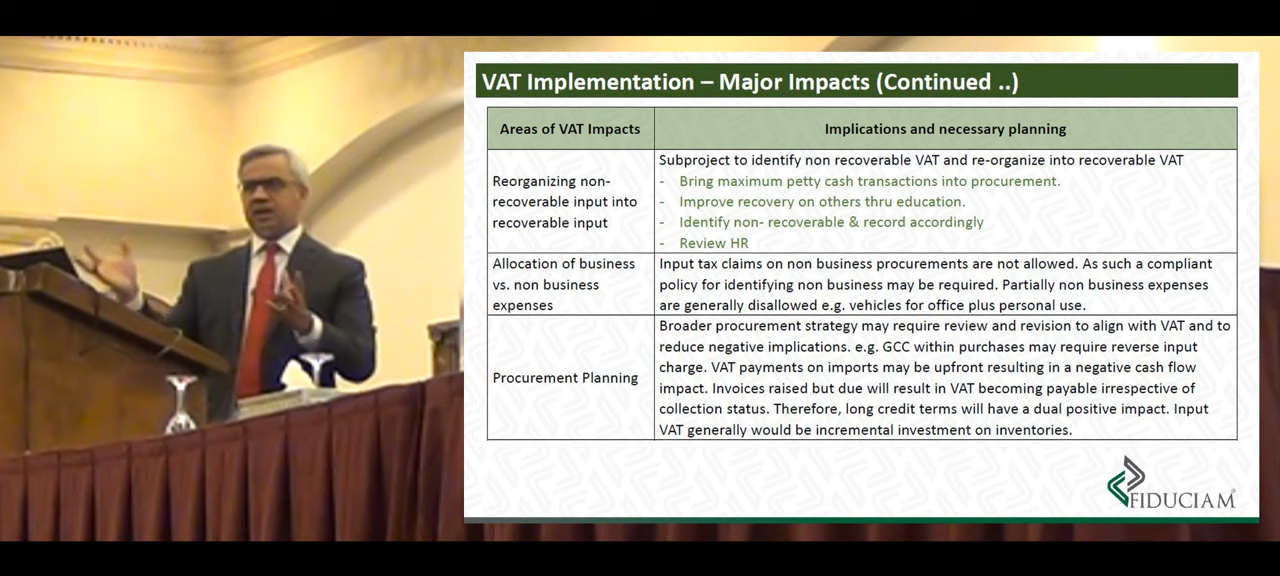 VAT Implementation – Major Impacts (Continued ..)
Areas of VAT Impacts
Implications and necessary planning
Reorganizing non-
recoverable input into
recoverable input
Subproject to identify non recoverable VAT and re-organize into recoverable VAT
- Bring maximum petty cash transactions into procurement.
- Improve recovery on others thru education.
- Identify non- recoverable & record accordingly
- Review HR
Allocation of business
vs. non business
expenses
Input tax claims on non business procurements are not allowed. As such a compliant
policy for identifying non business may be required. Partially non business expenses
are generally disallowed e.g. vehicles for office plus personal use.
Procurement Planning
Broader procurement strategy may require review and revision to align with VAT and to
reduce negative implications. e.g. GCC within purchases may require reverse input
charge. VAT payments on imports may be upfront resulting in a negative cash flow
impact. Invoices raised but due will result in VAT becoming payable irrespective of
collection status. Therefore, long credit terms will have a dual positive impact. Input
VAT generally would be incremental investment on inventories.
FIDUCIAM®